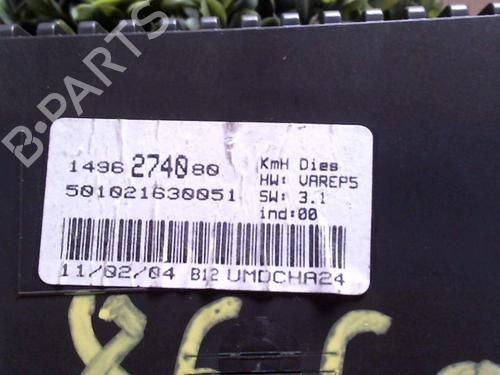 B-PARTS
1496 2740 80
501021630051
KmH Dies
HW: VAREP5
SW: 3.1
ind:00
11/02/04 B12 UMDCHA24